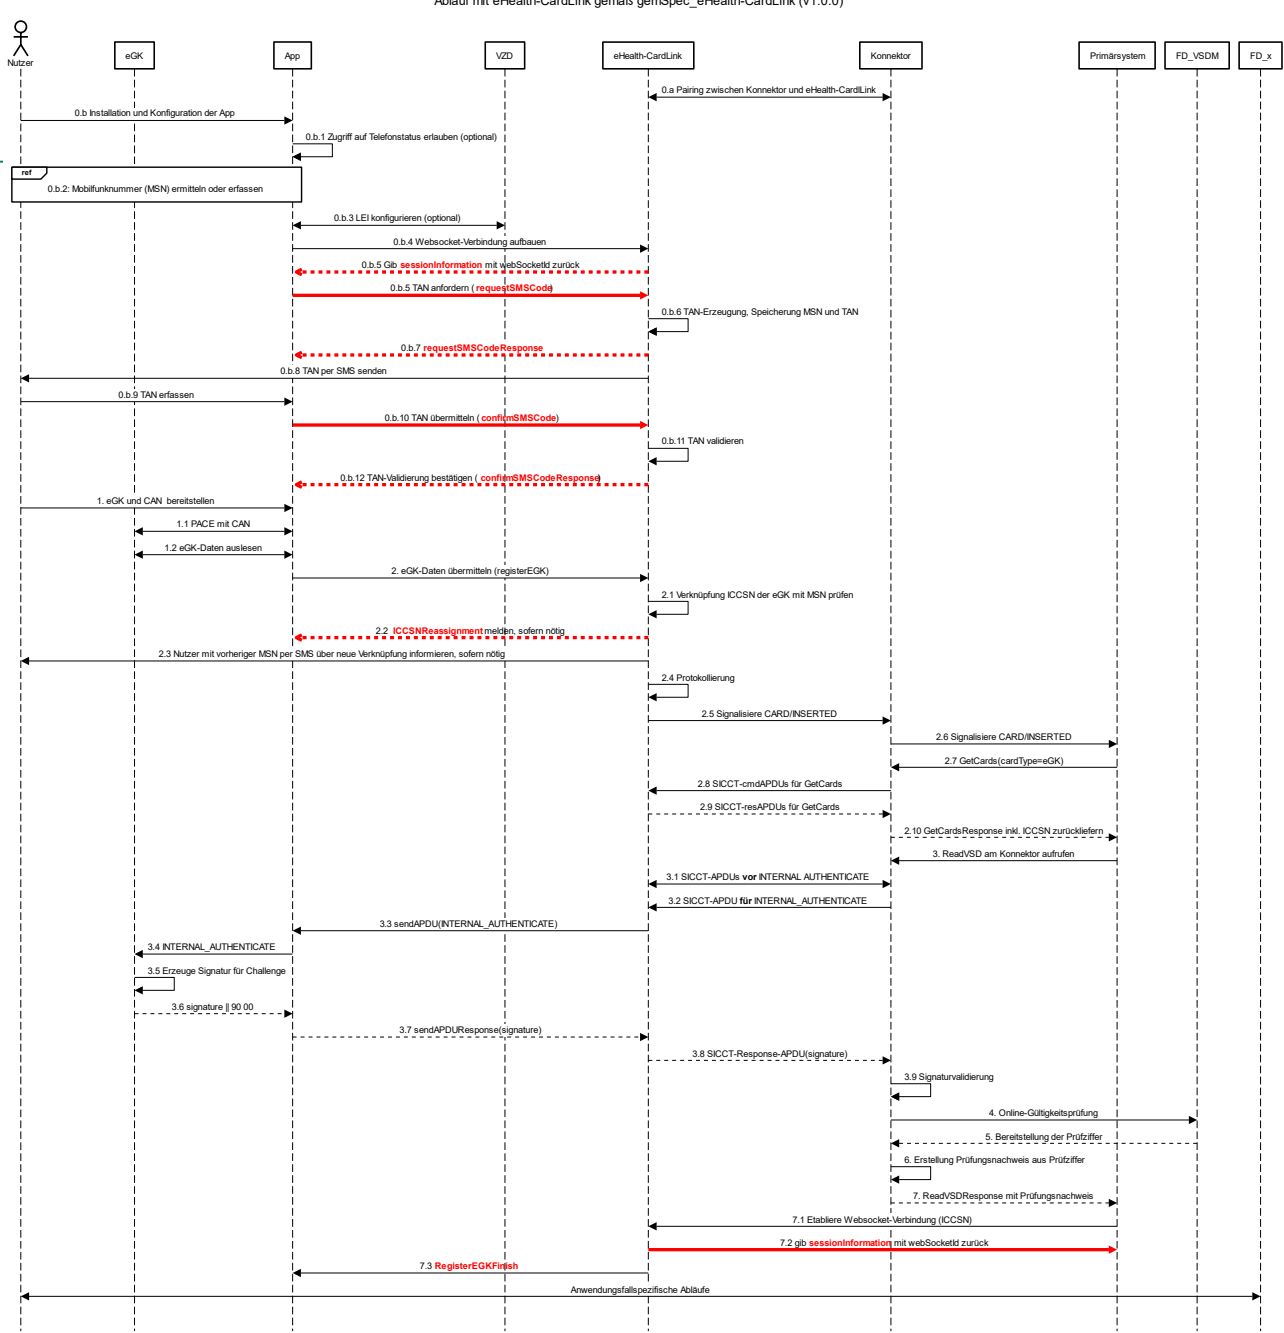 Ablauf mit eHealth-CardLink gemäß gemSpec_eHealth-CardLink (V1.0.0)
Nutzer
eGK
App
VZD
eHealth-CardLink
Konnektor
Primärsystem
FD_VSDM
FD_x
0.a Pairing zwischen Konnektor und eHealth-CardlLink
0.b Installation und Konfiguration der App
0.b.1 Zugriff auf Telefonstatus erlauben (optional)
ref
0.b.2: Mobilfunknummer (MSN) ermitteln oder erfassen
0.b.3 LEI konfigurieren (optional)
0.b.4 Websocket-Verbindung aufbauen
0.b.5 Gib sessionInformation mit webSocketId zurück
0.b.5 TAN anfordern ( requestSMSCode)
0.b.6 TAN-Erzeugung, Speicherung MSN und TAN
0.b.7 requestSMSCodeResponse
0.b.8 TAN per SMS senden
0.b.9 TAN erfassen
0.b.10 TAN übermitteln ( confirmSMSCode)
0.b.11 TAN validieren
0.b.12 TAN-Validierung bestätigen ( confirmSMSCodeResponse)
1. eGK und CAN bereitstellen
1.1 PACE mit CAN
1.2 eGK-Daten auslesen
2. eGK-Daten übermitteln (registerEGK)
2.1 Verknüpfung ICCSN der eGK mit MSN prüfen
2.2 ICCSNReassignment melden, sofern nötig
2.3 Nutzer mit vorheriger MSN per SMS über neue Verknüpfung informieren, sofern nötig
2.4 Protokollierung
2.5 Signalisiere CARD/INSERTED
2.6 Signalisiere CARD/INSERTED
2.7 GetCards(cardType=eGK)
2.8 SICCT-cmdAPDUs für GetCards
2.9 SICCT-resAPDUs für GetCards
2.10 GetCardsResponse inkl. ICCSN zurückliefern
3. ReadVSD am Konnektor aufrufen
3.1 SICCT-APDUs vor INTERNAL AUTHENTICATE
3.2 SICCT-APDU für INTERNAL_AUTHENTICATE
3.3 sendAPDU(INTERNAL_AUTHENTICATE)
3.4 INTERNAL_AUTHENTICATE
3.5 Erzeuge Signatur für Challenge
3.6 signature || 90 00
3.7 sendAPDUResponse(signature)
3.8 SICCT-Response-APDU(signature)
3.9 Signaturvalidierung
4. Online-Gültigkeitsprüfung
5. Bereitstellung der Prüfziffer
6. Erstellung Prüfungsnachweis aus Prüfziffer
7. ReadVSDResponse mit Prüfungsnachweis
7.1 Etabliere Websocket-Verbindung (ICCSN)
7.2 gib sessionInformation mit webSocketId zurück
7.3 RegisterEGKFinish
Anwendungsfallspezifische Abläufe